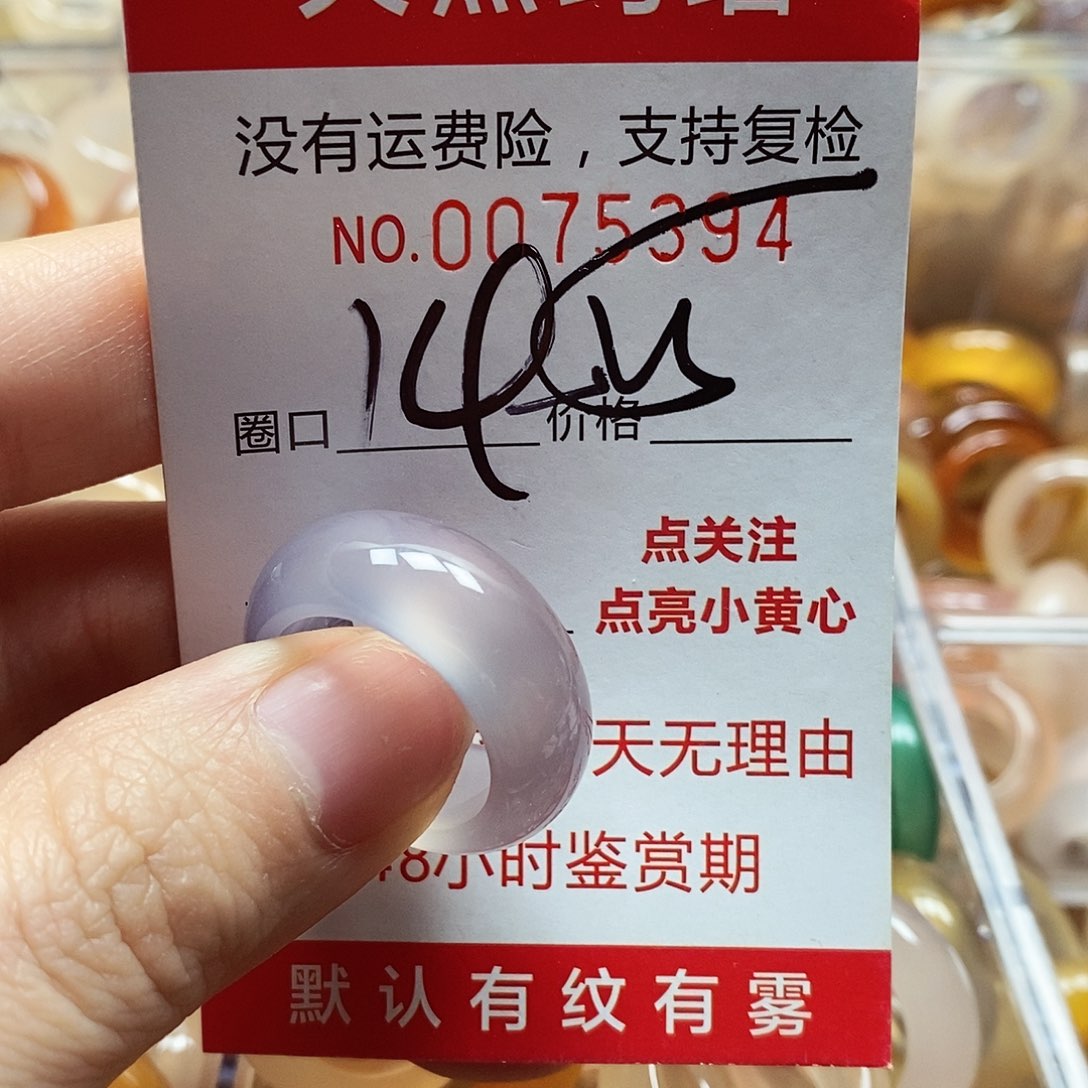 没有运费险，支持复检
NO.0075394
圈口 价格
点关注
点亮小黄心
天无理由
48小时鉴赏期
默认有纹有雾